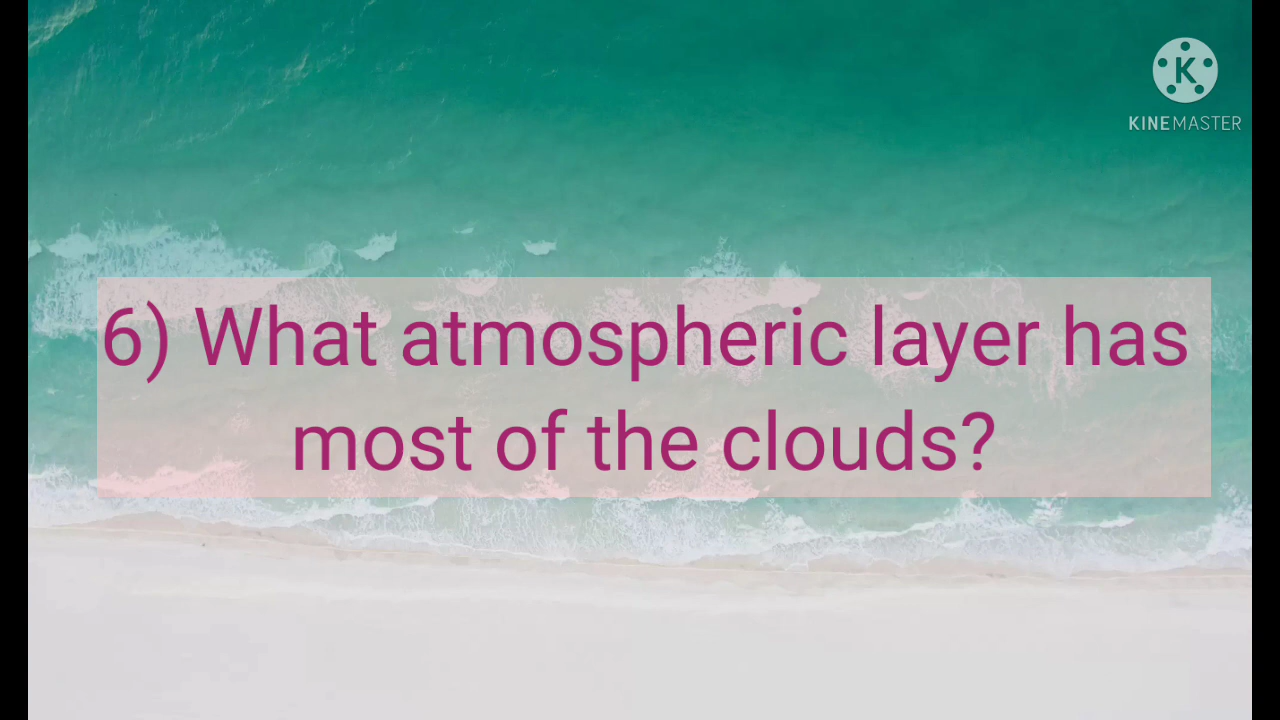 K
KINEMASTER
6) What atmospheric layer has
most of the clouds?